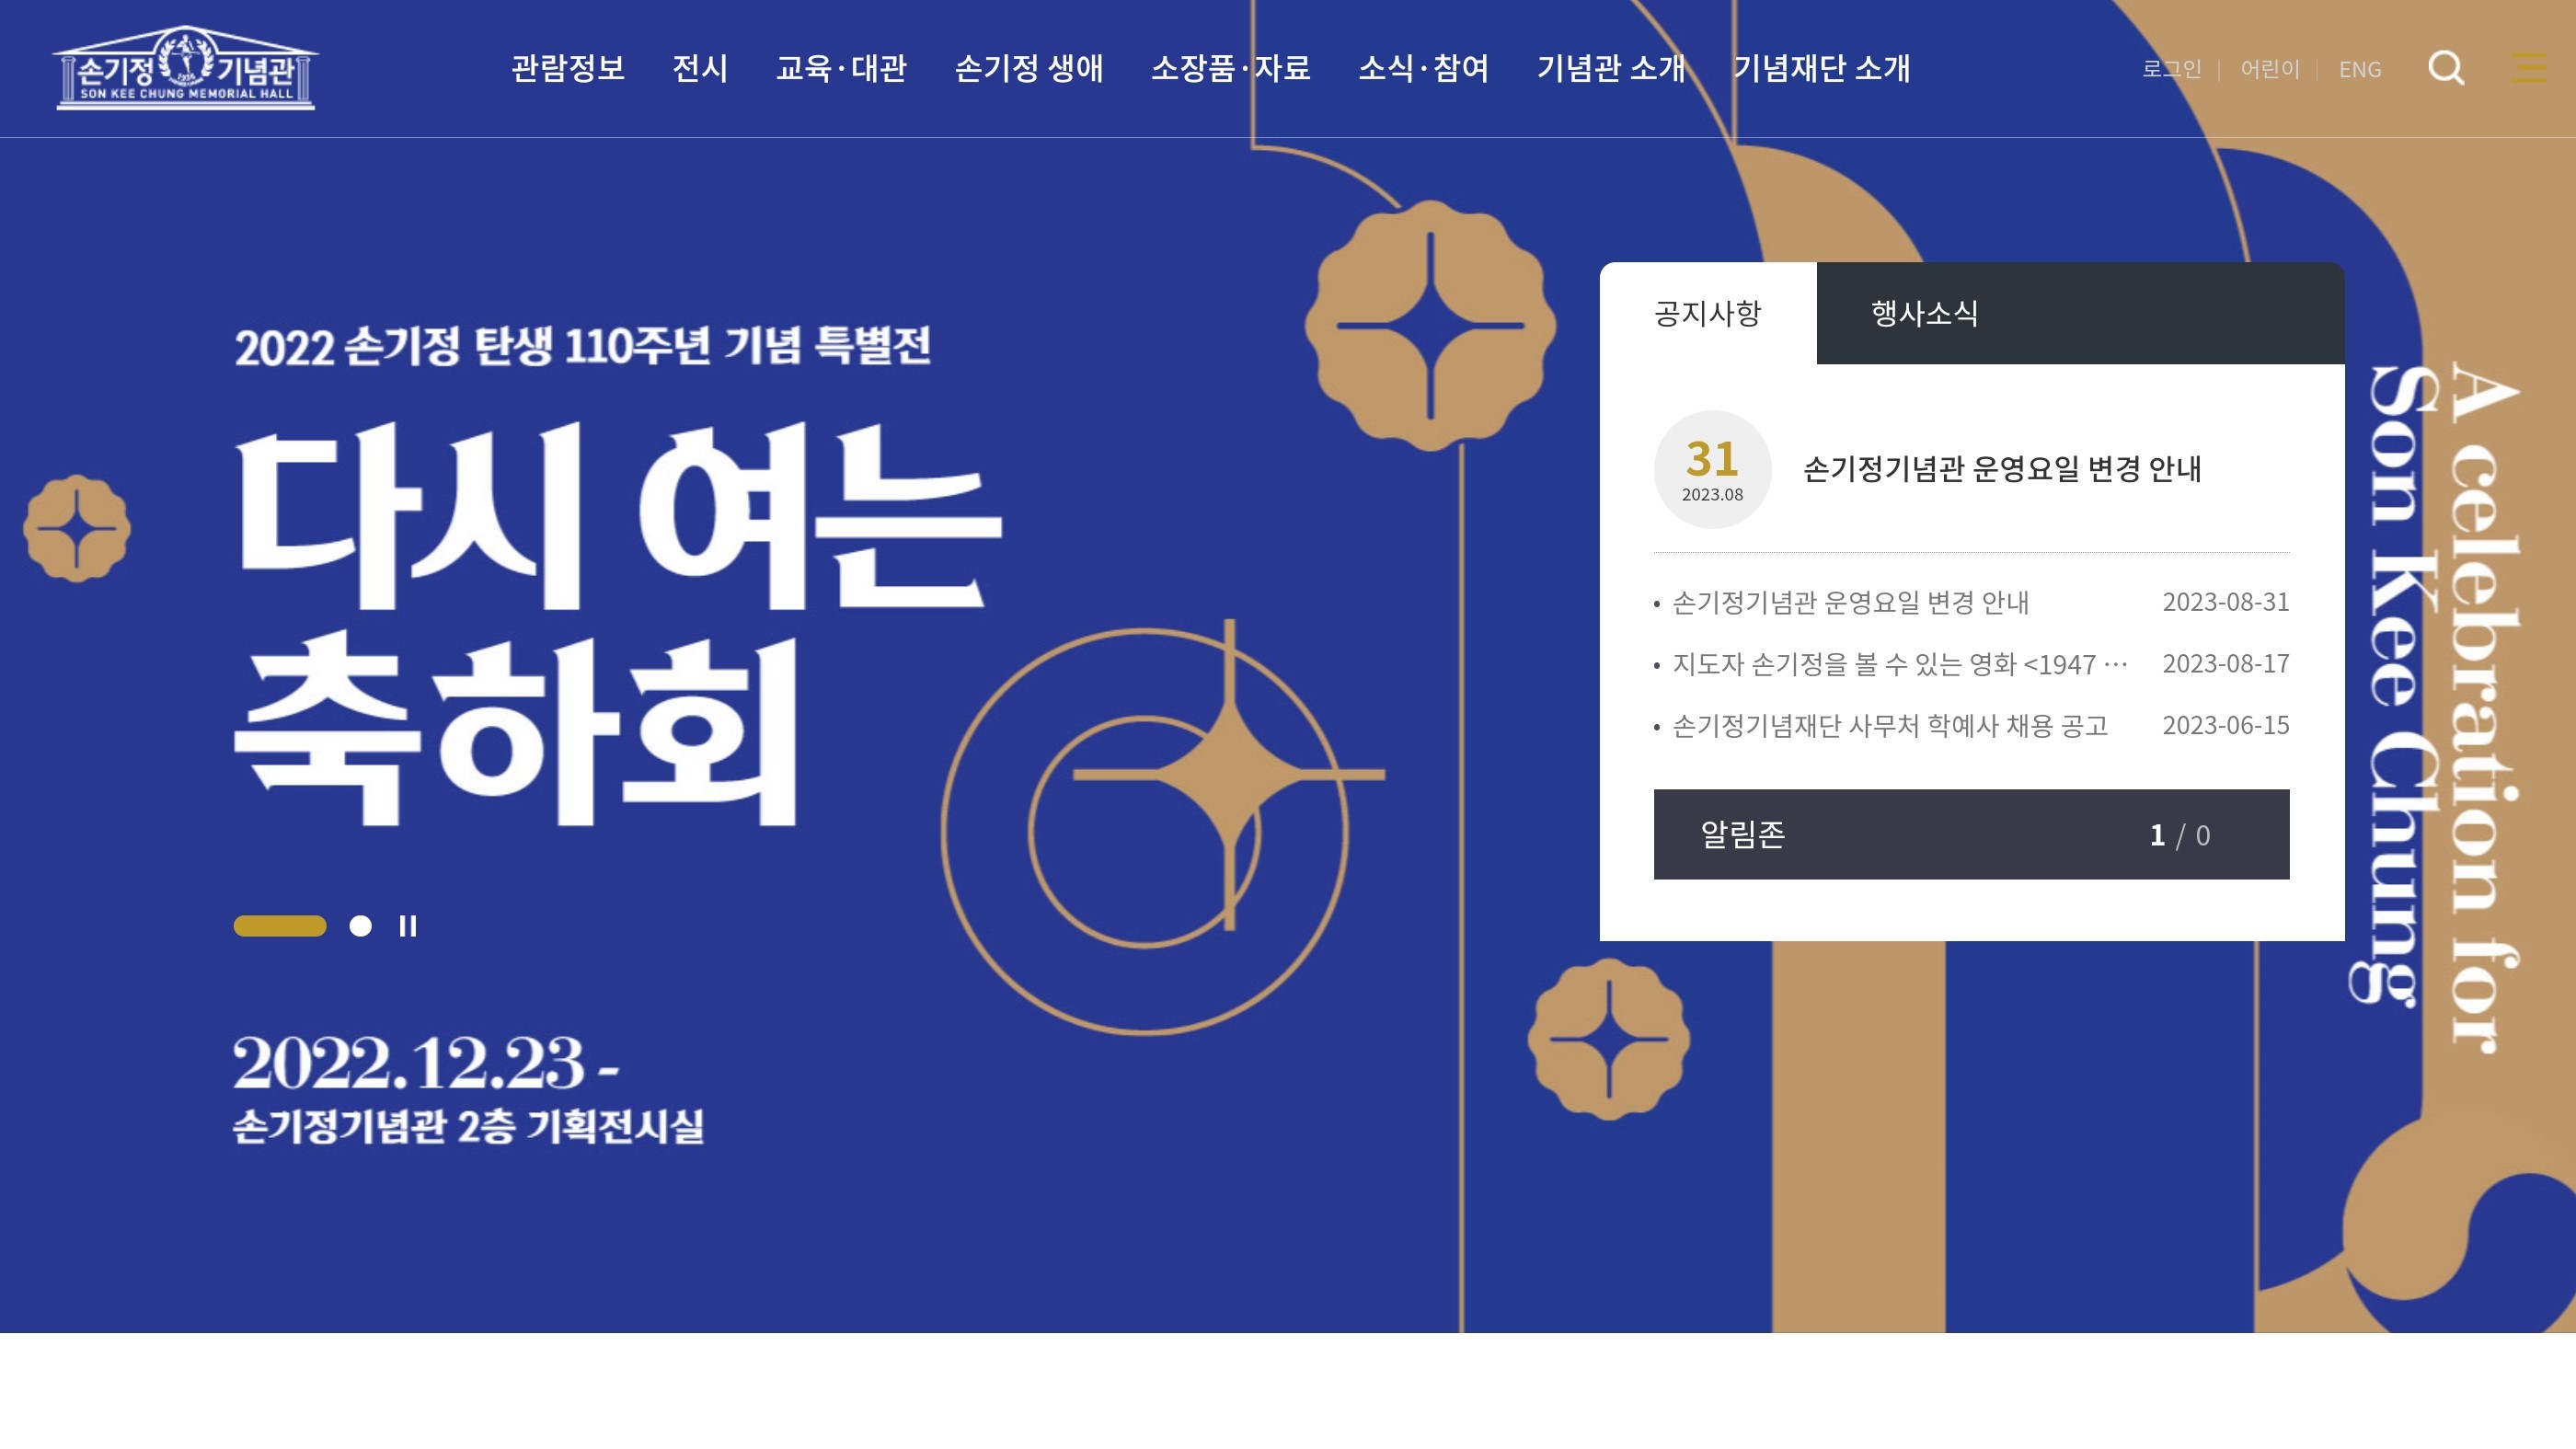 손기정 기념관
1936
SON KEE CHUNG MEMORIAL HALL
관람정보 전시 교육·대관 손기정 생애 소장품·자료 소식·참여 기념관 소개 기념재단 소개
로그인 어린이 ENG
2022 손기정 탄생 110주년 기념 특별전
다시 여는
축하회
2022.12.23 -
손기정기념관 2층 기획전시실
공지사항 행사소식
31
2023.08
손기정기념관 운영요일 변경 안내
• 손기정기념관 운영요일 변경 안내 2023-08-31
• 지도자 손기정을 볼 수 있는 영화 <1947 … 2023-08-17
• 손기정기념재단 사무처 학예사 채용 공고 2023-06-15
알림존 1 / 0
A celebration for
Son Kee Chung